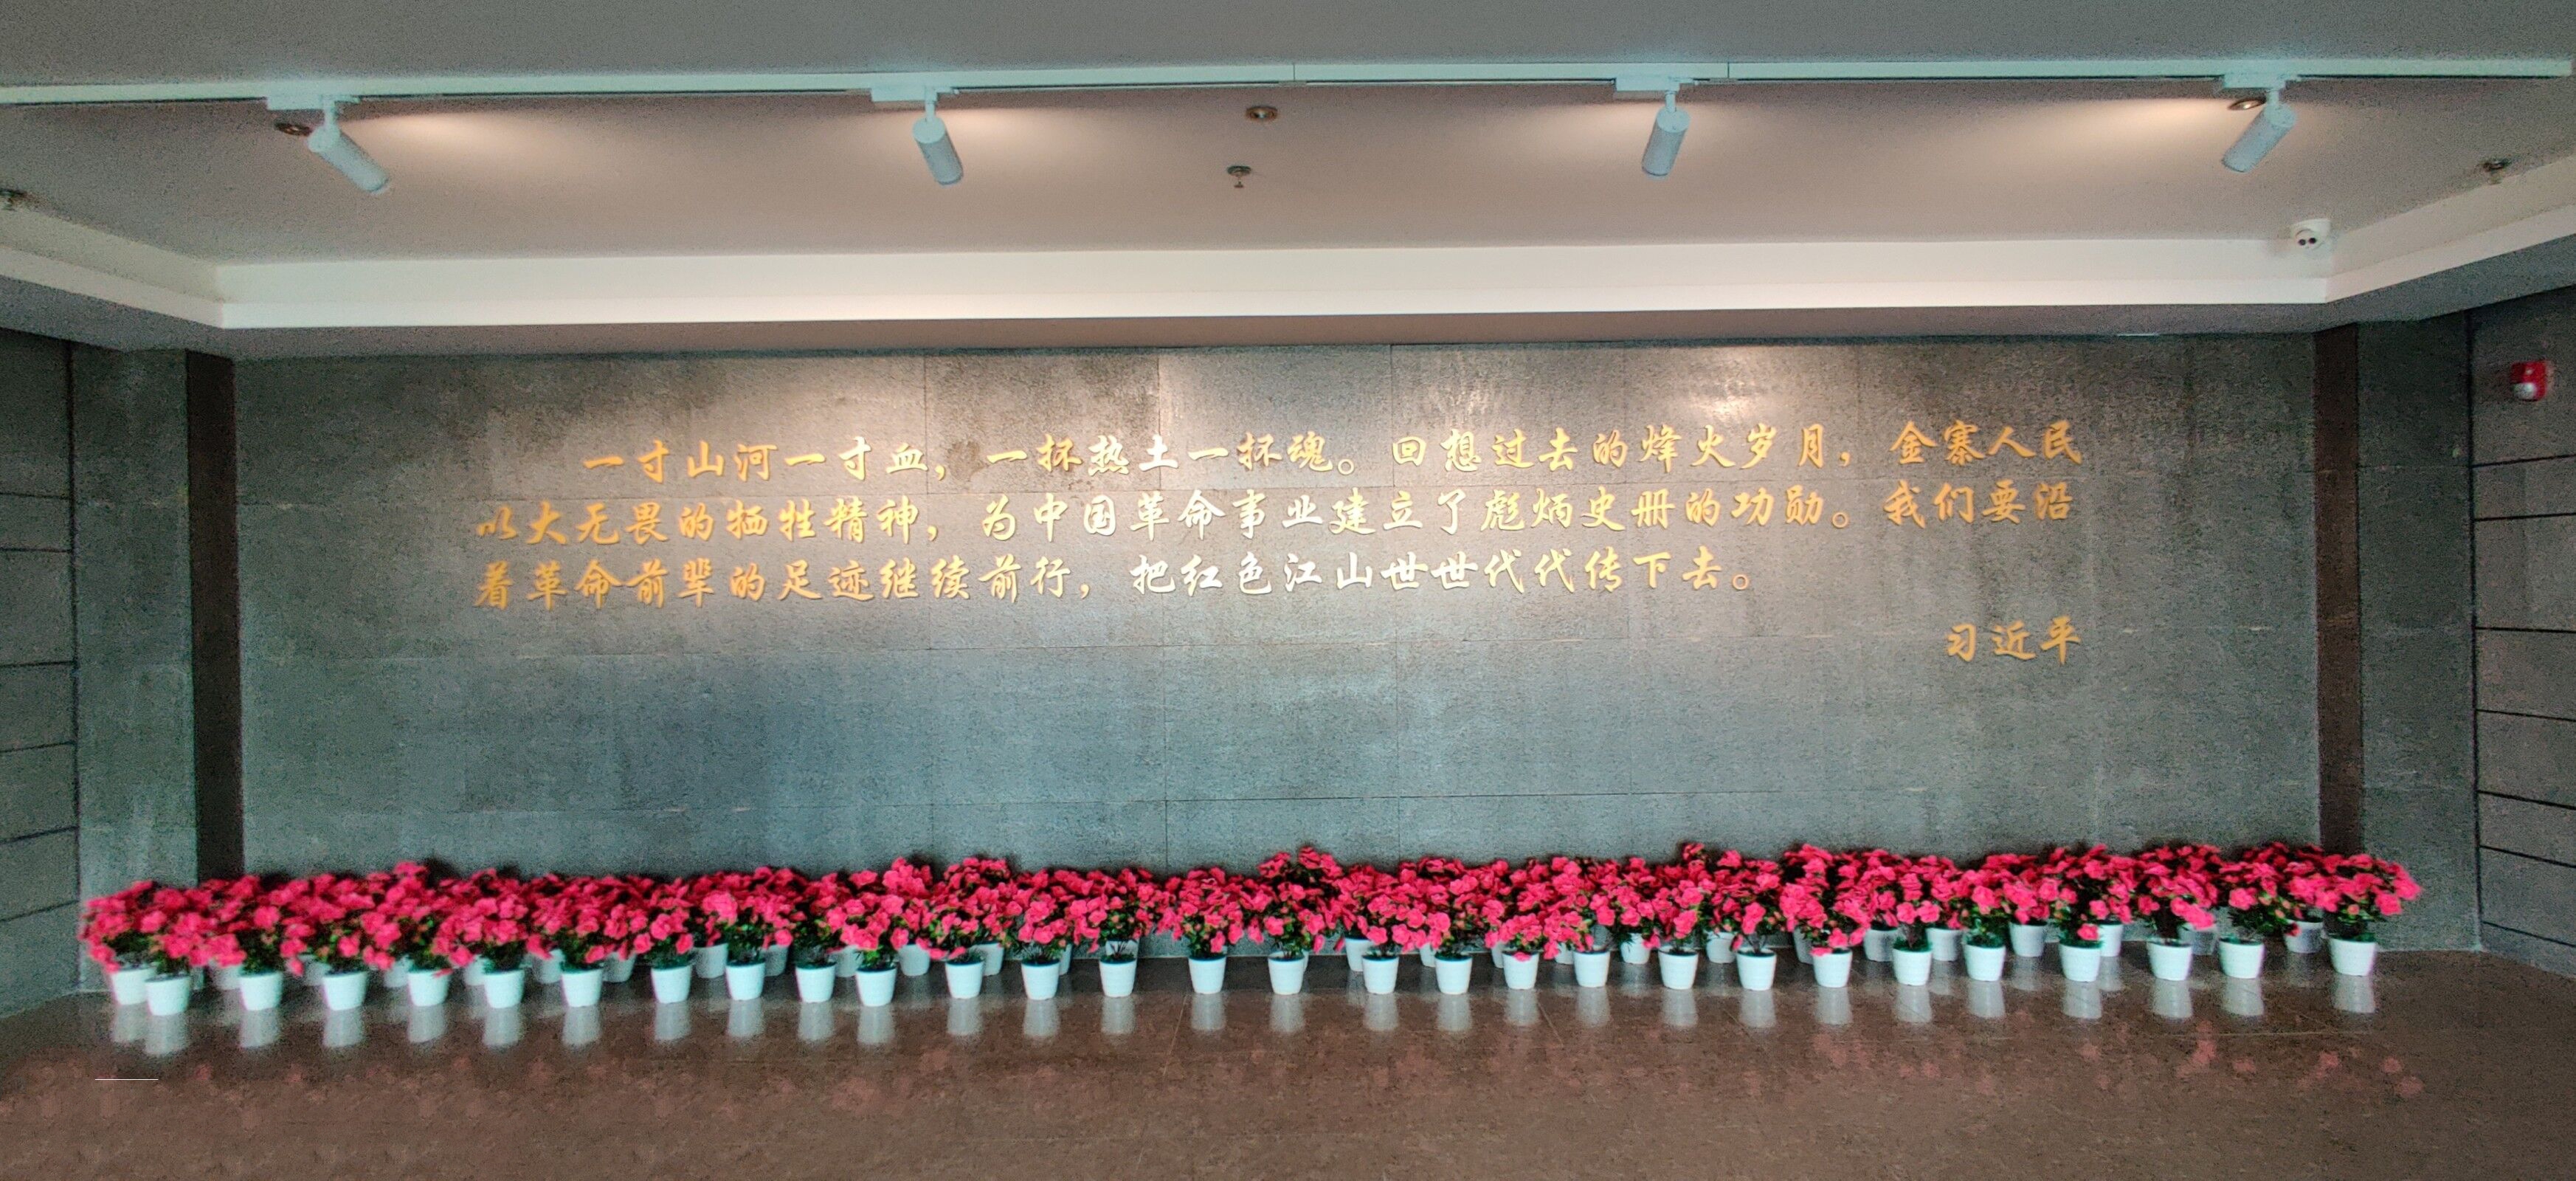 一寸山河一寸血，一抔热土一抔魂。回想过去的烽火岁月，金寨人民
以大无畏的牺牲精神，为中国革命事业建立了彪炳史册的功勋。我们要沿
着革命前辈的足迹继续前行，把红色江山世世代代传下去。
习近平